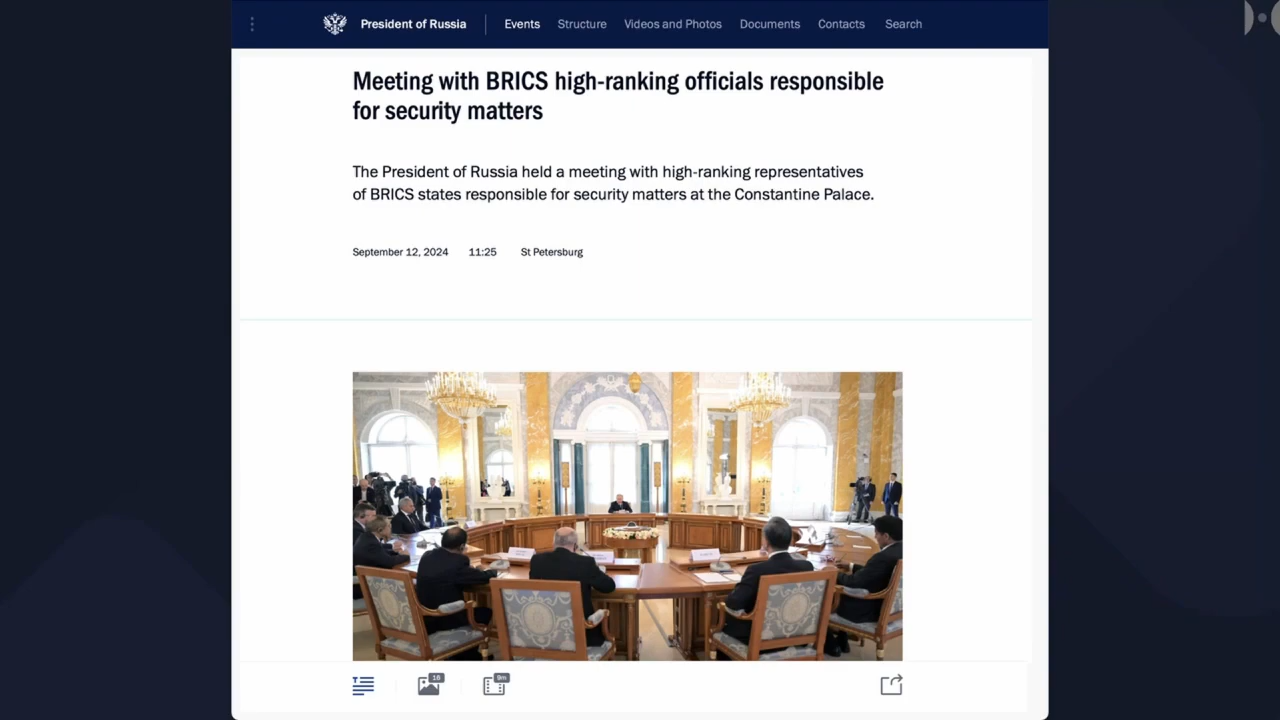 President of Russia
Events Structure Videos and Photos Documents Contacts Search
Meeting with BRICS high-ranking officials responsible
for security matters
The President of Russia held a meeting with high-ranking representatives
of BRICS states responsible for security matters at the Constantine Palace.
September 12, 2024 11:25 St Petersburg
16 9m